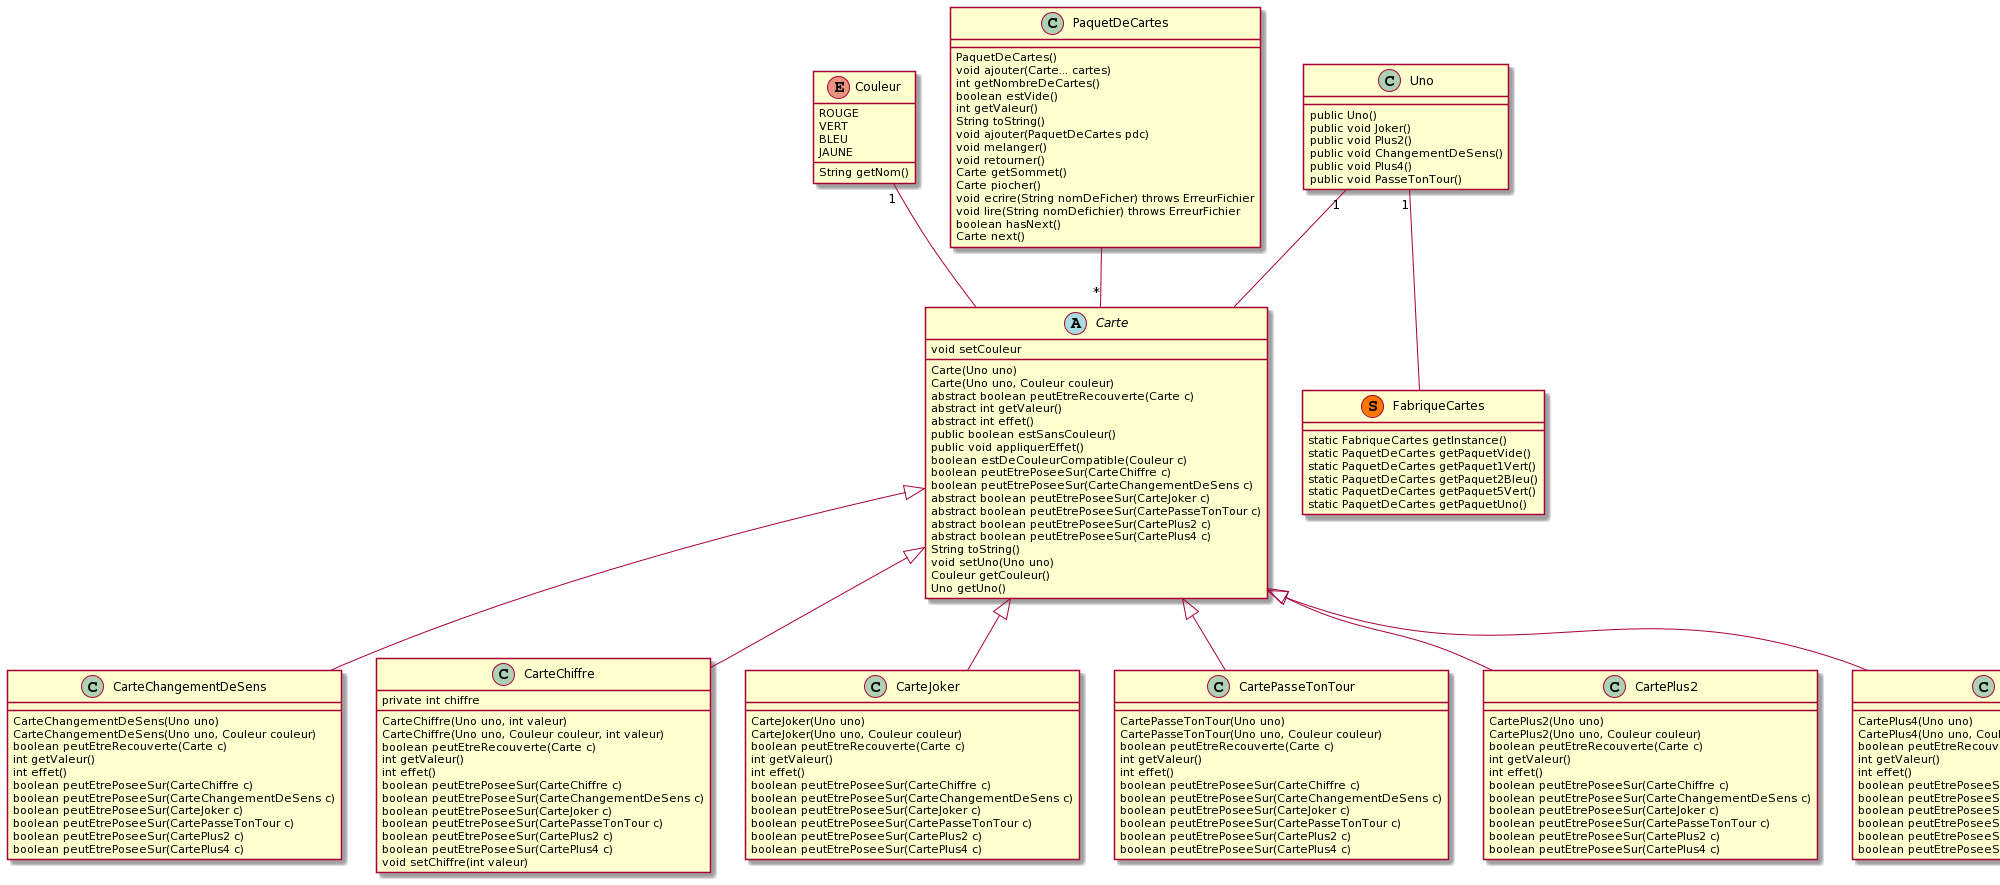 C PaquetDeCartes
PaquetDeCartes()
void ajouter(Carte... cartes)
int getNombreDeCartes()
boolean estVide()
int getValeur()
String toString()
void ajouter(PaquetDeCartes pdc)
void melanger()
void retourner()
Carte getSommet()
Carte piocher()
void ecrire(String nomDeFicher) throws ErreurFichier
void lire(String nomDefichier) throws ErreurFichier
boolean hasNext()
Carte next()
E Couleur
ROUGE
VERT
BLEU
JAUNE
String getNom()
C Uno
public Uno()
public void Joker()
public void Plus2()
public void ChangementDeSens()
public void Plus4()
public void PasseTonTour()
1
1
1
*
A Carte
void setCouleur
Carte(Uno uno)
Carte(Uno uno, Couleur couleur)
abstract boolean peutEtreRecouverte(Carte c)
abstract int getValeur()
abstract int effet()
public boolean estSansCouleur()
public void appliquerEffet()
boolean estDeCouleurCompatible(Couleur c)
boolean peutEtrePoseeSur(CarteChiffre c)
boolean peutEtrePoseeSur(CarteChangementDeSens c)
abstract boolean peutEtrePoseeSur(CarteJoker c)
abstract boolean peutEtrePoseeSur(CartePasseTonTour c)
abstract boolean peutEtrePoseeSur(CartePlus2 c)
abstract boolean peutEtrePoseeSur(CartePlus4 c)
String toString()
void setUno(Uno uno)
Couleur getCouleur()
Uno getUno()
S FabriqueCartes
static FabriqueCartes getInstance()
static PaquetDeCartes getPaquetVide()
static PaquetDeCartes getPaquet1Vert()
static PaquetDeCartes getPaquet2Bleu()
static PaquetDeCartes getPaquet5Vert()
static PaquetDeCartes getPaquetUno()
C CarteChangementDeSens
CarteChangementDeSens(Uno uno)
CarteChangementDeSens(Uno uno, Couleur couleur)
boolean peutEtreRecouverte(Carte c)
int getValeur()
int effet()
boolean peutEtrePoseeSur(CarteChiffre c)
boolean peutEtrePoseeSur(CarteChangementDeSens c)
boolean peutEtrePoseeSur(CarteJoker c)
boolean peutEtrePoseeSur(CartePasseTonTour c)
boolean peutEtrePoseeSur(CartePlus2 c)
boolean peutEtrePoseeSur(CartePlus4 c)
C CarteChiffre
private int chiffre
CarteChiffre(Uno uno, int valeur)
CarteChiffre(Uno uno, Couleur couleur, int valeur)
boolean peutEtreRecouverte(Carte c)
int getValeur()
int effet()
boolean peutEtrePoseeSur(CarteChiffre c)
boolean peutEtrePoseeSur(CarteChangementDeSens c)
boolean peutEtrePoseeSur(CarteJoker c)
boolean peutEtrePoseeSur(CartePasseTonTour c)
boolean peutEtrePoseeSur(CartePlus2 c)
boolean peutEtrePoseeSur(CartePlus4 c)
void setChiffre(int valeur)
C CarteJoker
CarteJoker(Uno uno)
CarteJoker(Uno uno, Couleur couleur)
boolean peutEtreRecouverte(Carte c)
int getValeur()
int effet()
boolean peutEtrePoseeSur(CarteChiffre c)
boolean peutEtrePoseeSur(CarteChangementDeSens c)
boolean peutEtrePoseeSur(CarteJoker c)
boolean peutEtrePoseeSur(CartePasseTonTour c)
boolean peutEtrePoseeSur(CartePlus2 c)
boolean peutEtrePoseeSur(CartePlus4 c)
C CartePasseTonTour
CartePasseTonTour(Uno uno)
CartePasseTonTour(Uno uno, Couleur couleur)
boolean peutEtreRecouverte(Carte c)
int getValeur()
int effet()
boolean peutEtrePoseeSur(CarteChiffre c)
boolean peutEtrePoseeSur(CarteChangementDeSens c)
boolean peutEtrePoseeSur(CarteJoker c)
boolean peutEtrePoseeSur(CartePasseTonTour c)
boolean peutEtrePoseeSur(CartePlus2 c)
boolean peutEtrePoseeSur(CartePlus4 c)
C CartePlus2
CartePlus2(Uno uno)
CartePlus2(Uno uno, Couleur couleur)
boolean peutEtreRecouverte(Carte c)
int getValeur()
int effet()
boolean peutEtrePoseeSur(CarteChiffre c)
boolean peutEtrePoseeSur(CarteChangementDeSens c)
boolean peutEtrePoseeSur(CarteJoker c)
boolean peutEtrePoseeSur(CartePasseTonTour c)
boolean peutEtrePoseeSur(CartePlus2 c)
boolean peutEtrePoseeSur(CartePlus4 c)
C
CartePlus4(Uno uno)
CartePlus4(Uno uno,
boolean
int getValeur()
int effet()
boolean
boolean
boolean
boolean
boolean
boolean